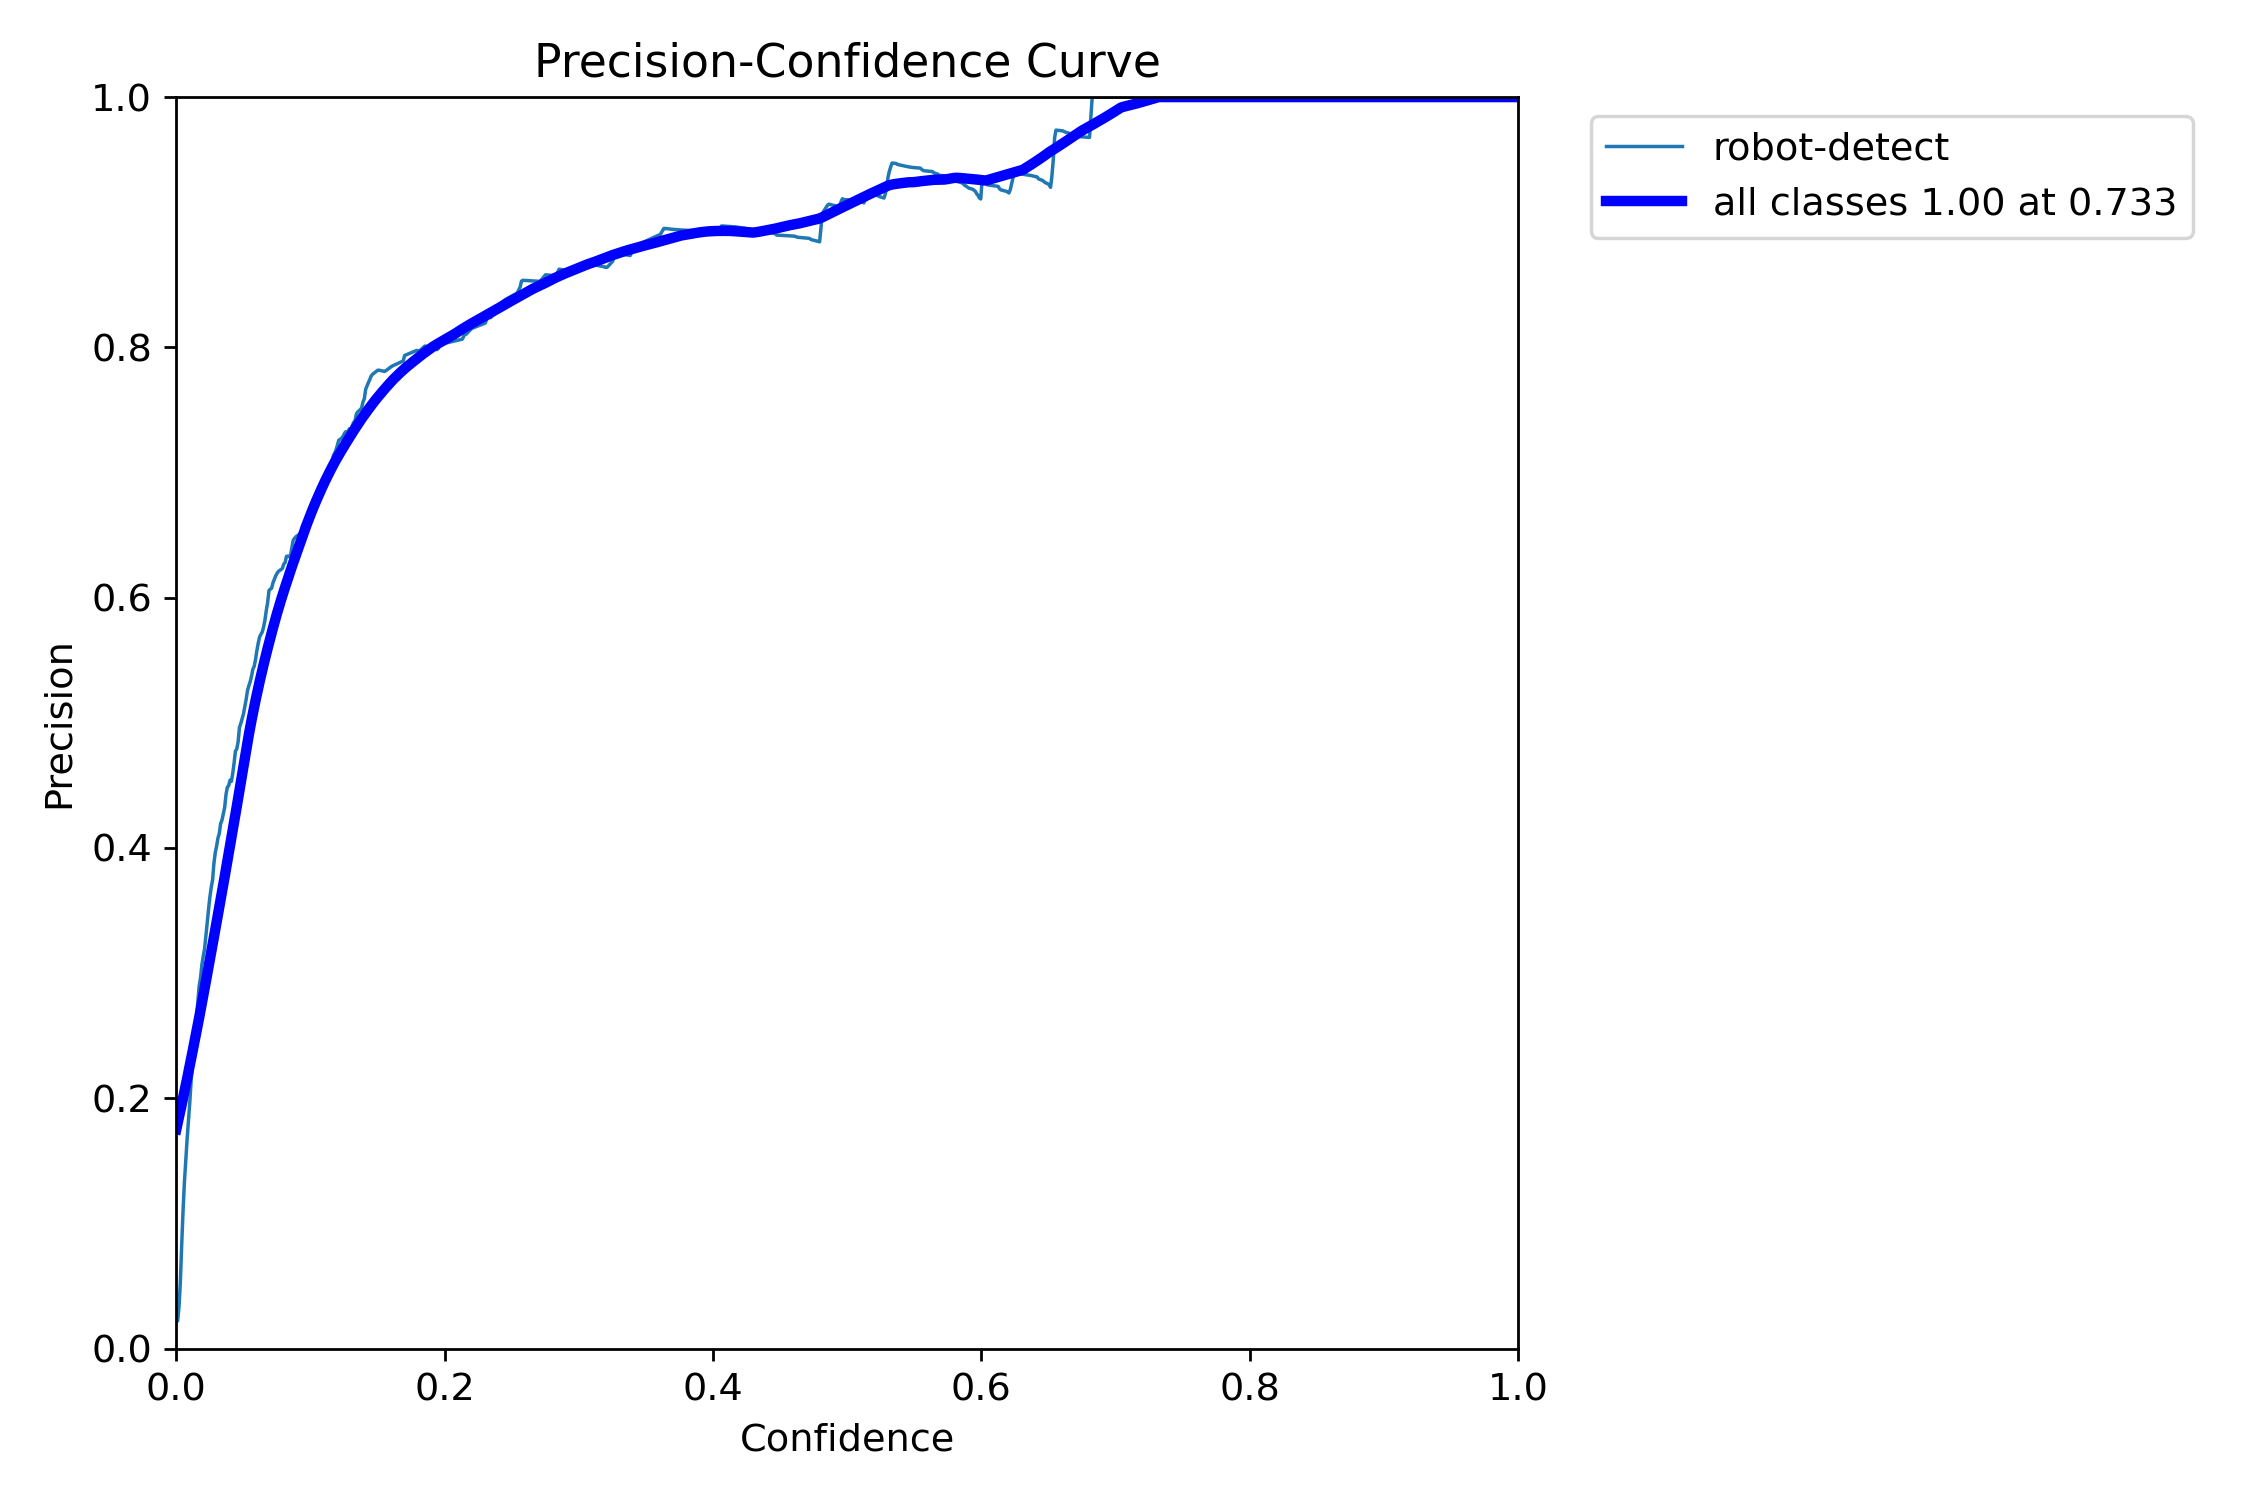 Precision-Confidence Curve
1.0
0.8
0.6
0.4
0.2
0.0
Precision
0.0 0.2 0.4 0.6 0.8 1.0
Confidence
robot-detect
all classes 1.00 at 0.733